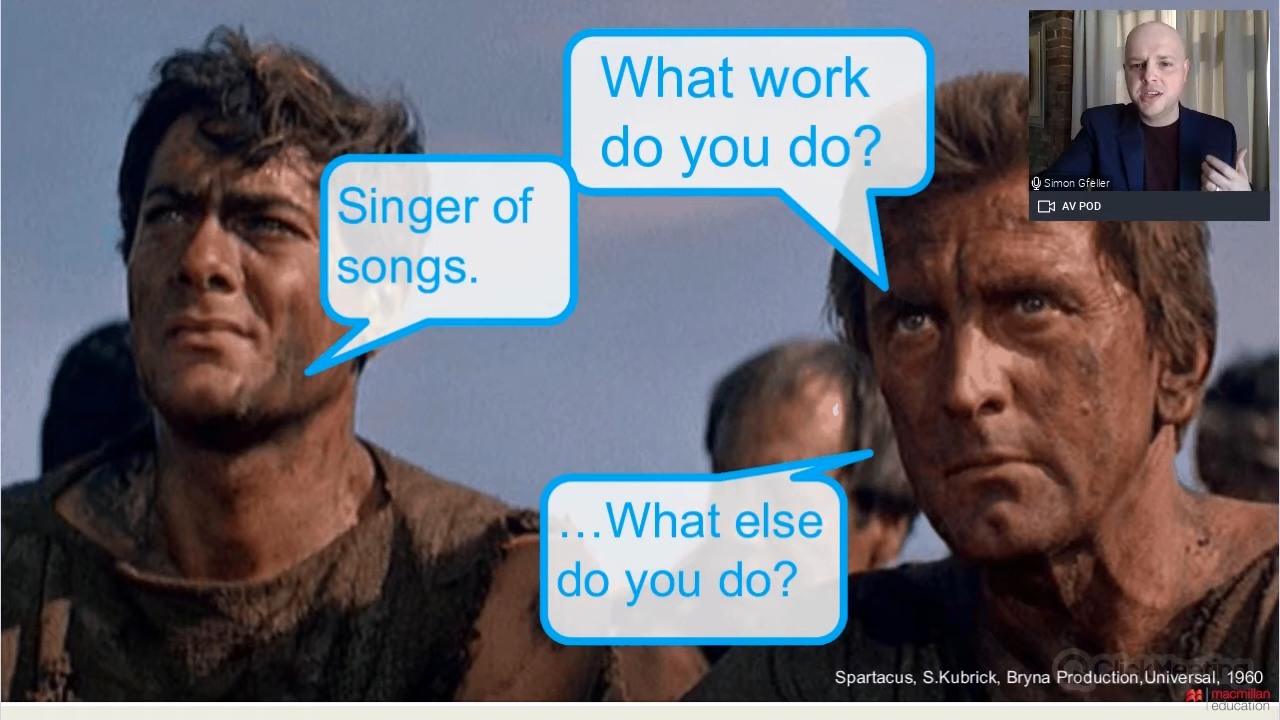 What work
do you do?
Singer of
songs.
...What else
do you do?
Simon Gfeller
AV POD
Spartacus, S.Kubrick, Bryna Production,Universal, 1960
ClickMeeting
macmillan
education